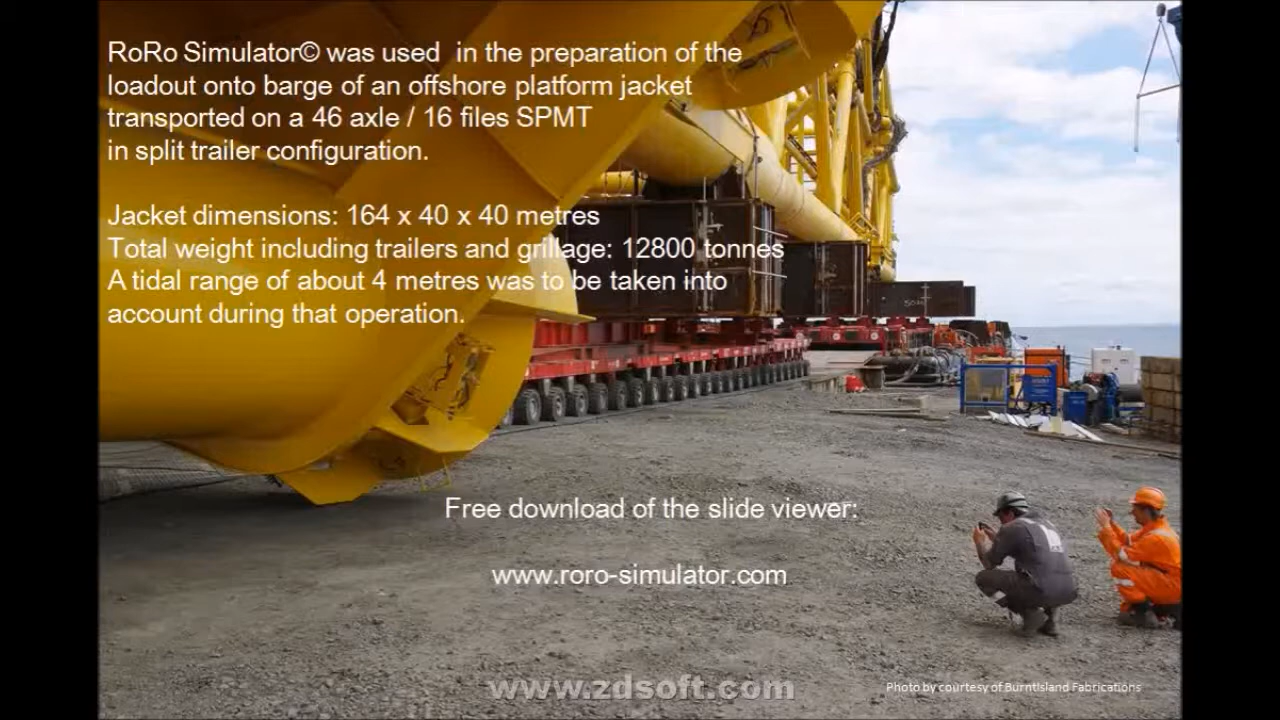 RoRo Simulator© was used in the preparation of the
loadout onto barge of an offshore platform jacket
transported on a 46 axle / 16 files SPMT
in split trailer configuration.
Jacket dimensions: 164 x 40 x 40 metres
Total weight including trailers and grillage: 12800 tonnes
A tidal range of about 4 metres was to be taken into
account during that operation.
Free download of the slide viewer:
www.roro-simulator.com
www.zdsoft.com
Photo by courtesy of BurntIsland Fabrications